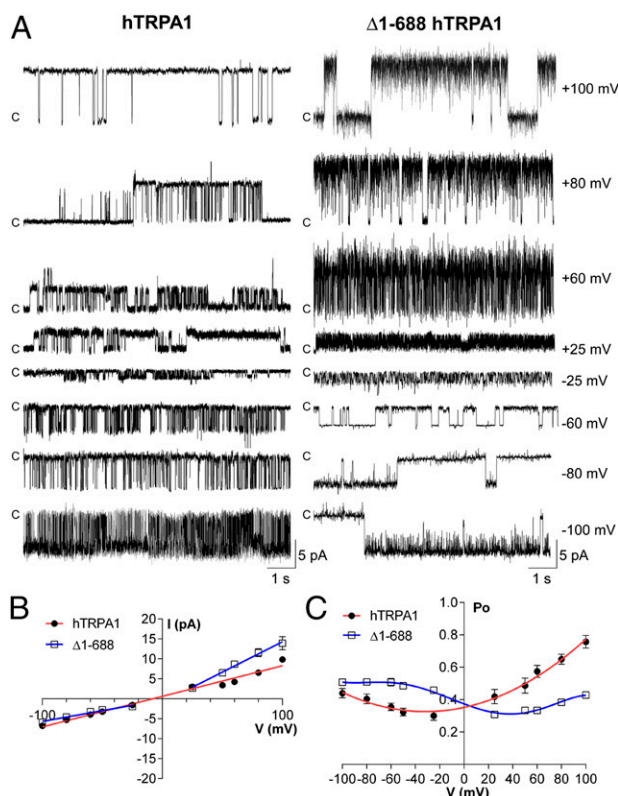 A
hTRPA1
Δ1-688 hTRPA1
c
c
+100 mV
c
c
+80 mV
c
c
+60 mV
c
c
+25 mV
c
c
-25 mV
c
c
-60 mV
c
c
-80 mV
c
c
-100 mV
5 pA
1 s
5 pA
1 s
B
hTRPA1
Δ1-688
I (pA)
20
15
10
5
-5
-10
-15
-20
-100
100
V (mV)
C
hTRPA1
Δ1-688
Po
1.0
0.8
0.6
0.4
0.2
-100 -80 -60 -40 -20 0 20 40 60 80 100
V (mV)